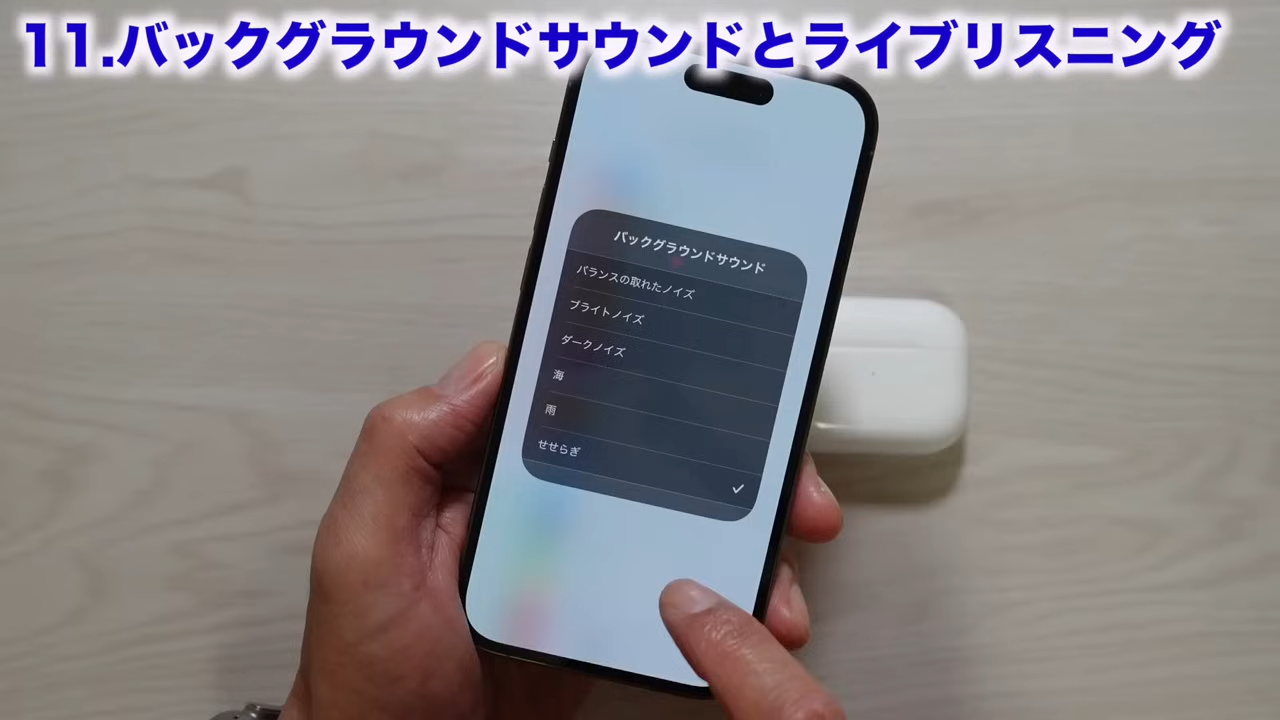 11.バックグラウンドサウンドとライブリスニング
バックグラウンドサウンド
バランスの取れたノイズ
ブライトノイズ
ダークノイズ
海
雨
せせらぎ